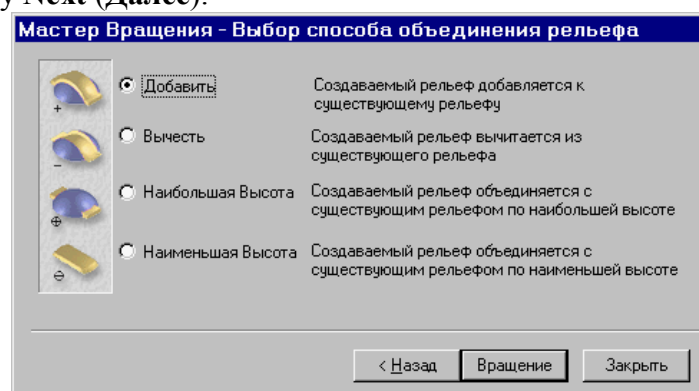 у Next (Далее).
Мастер Вращения - Выбор способа объединения рельефа
Добавить
Создаваемый рельеф добавляется к
существующему рельефу
Вычесть
Создаваемый рельеф вычитается из
существующего рельефа
Наибольшая Высота
Создаваемый рельеф объединяется с
существующим рельефом по наибольшей высоте
Наименьшая Высота
Создаваемый рельеф объединяется с
существующим рельефом по наименьшей высоте
< Назад
Вращение
Закрыть